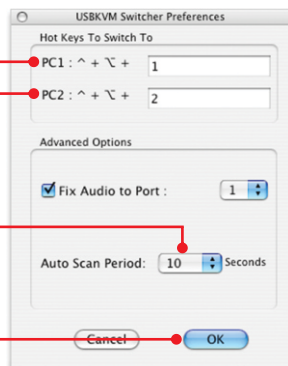 USBKVM Switcher Preferences
Hot Keys To Switch To
PC1 : ^ + ⌥ + 1
PC2 : ^ + ⌥ + 2
Advanced Options
Fix Audio to Port : 1
Auto Scan Period: 10 Seconds
Cancel OK